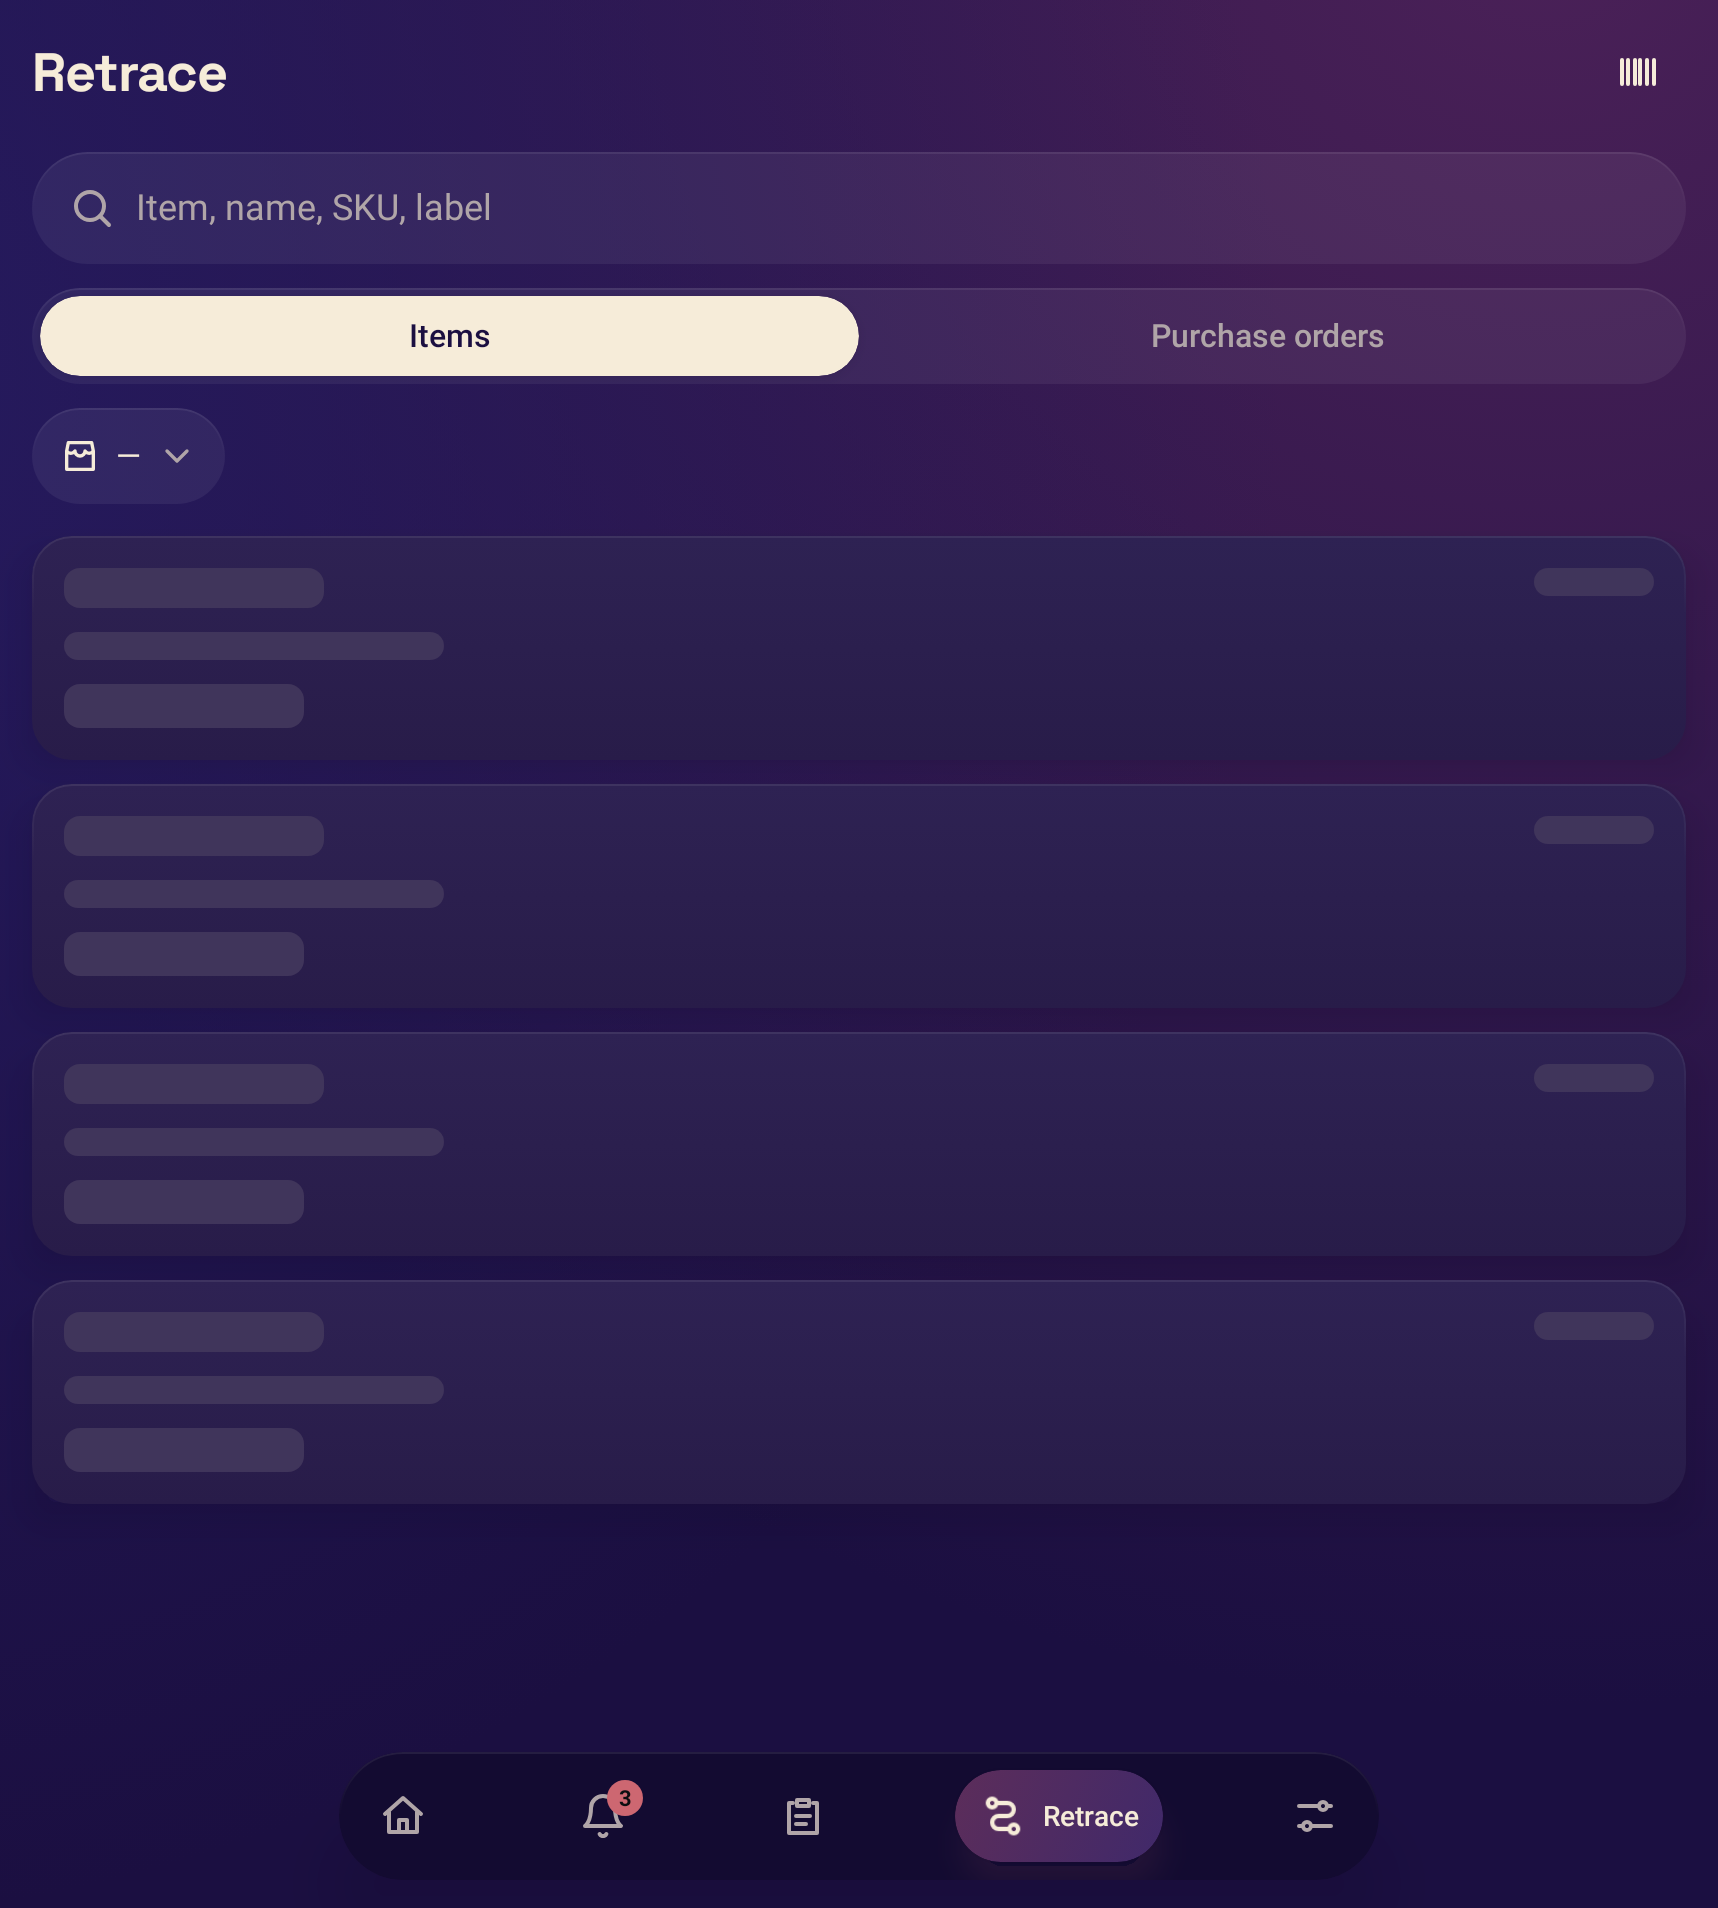 Retrace
Item, name, SKU, label
Items
Purchase orders
–
3
Retrace